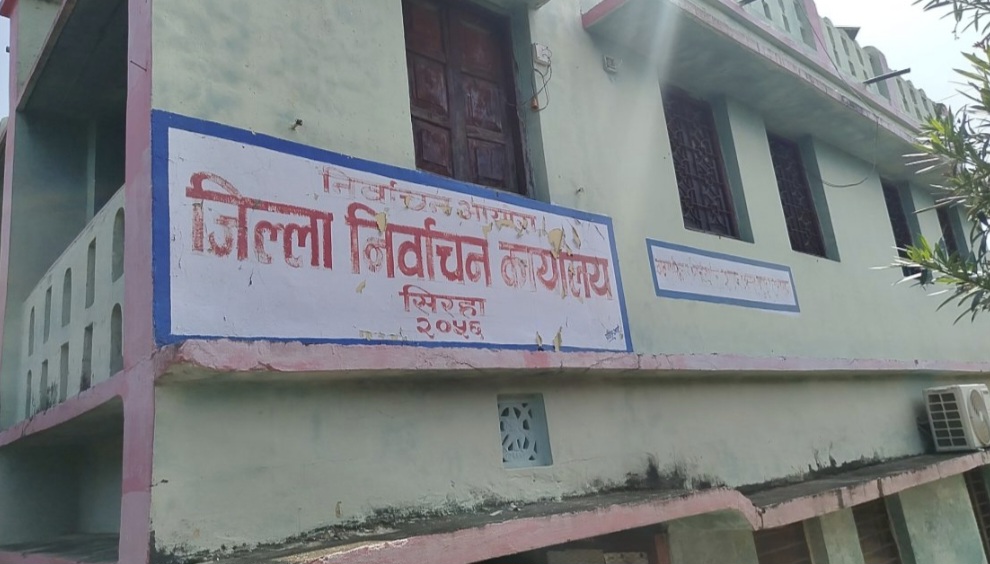 निर्वाचन आयोग
जिल्ला निर्वाचन कार्यालय
सिरहा
२०५६